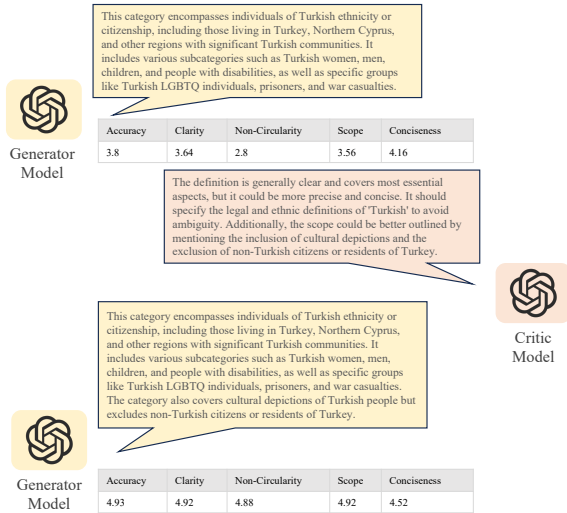 This category encompasses individuals of Turkish ethnicity or
citizenship, including those living in Turkey, Northern Cyprus,
and other regions with significant Turkish communities. It
includes various subcategories such as Turkish women, men,
children, and people with disabilities, as well as specific groups
like Turkish LGBTQ individuals, prisoners, and war casualties.
Generator
Model
Accuracy Clarity Non-Circularity Scope Conciseness
3.8 3.64 2.8 3.56 4.16
The definition is generally clear and covers most essential
aspects, but it could be more precise and concise. It should
specify the legal and ethnic definitions of 'Turkish' to avoid
ambiguity. Additionally, the scope could be better outlined by
mentioning the inclusion of cultural depictions and the
exclusion of non-Turkish citizens or residents of Turkey.
Critic
Model
This category encompasses individuals of Turkish ethnicity or
citizenship, including those living in Turkey, Northern Cyprus,
and other regions with significant Turkish communities. It
includes various subcategories such as Turkish women, men,
children, and people with disabilities, as well as specific groups
like Turkish LGBTQ individuals, prisoners, and war casualties.
The category also covers cultural depictions of Turkish people but
excludes non-Turkish citizens or residents of Turkey.
Generator
Model
Accuracy Clarity Non-Circularity Scope Conciseness
4.93 4.92 4.88 4.92 4.52